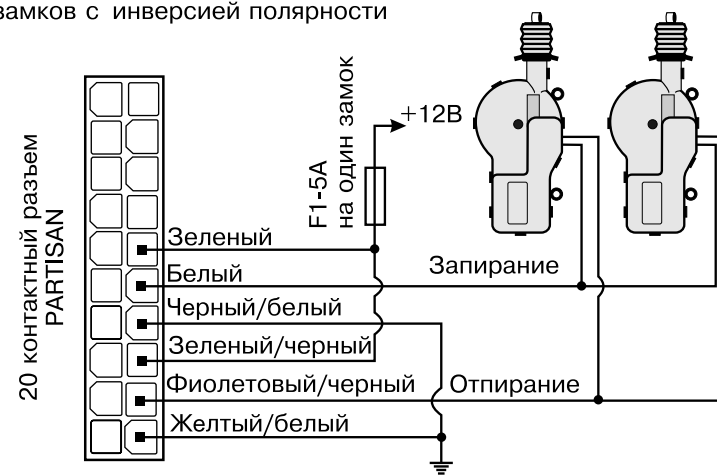 замков с инверсией полярности
20 контактный разъем
PARTISAN
F1-5А
на один замок
+12В
Зеленый
Белый
Запирание
Черный/белый
Зеленый/черный
Фиолетовый/черный
Отпирание
Желтый/белый